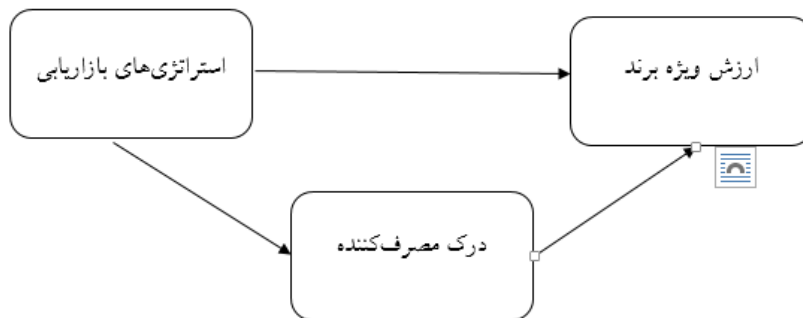 ارزش ویژه برند
استراتژی‌های بازاریابی
درک مصرف‌کننده